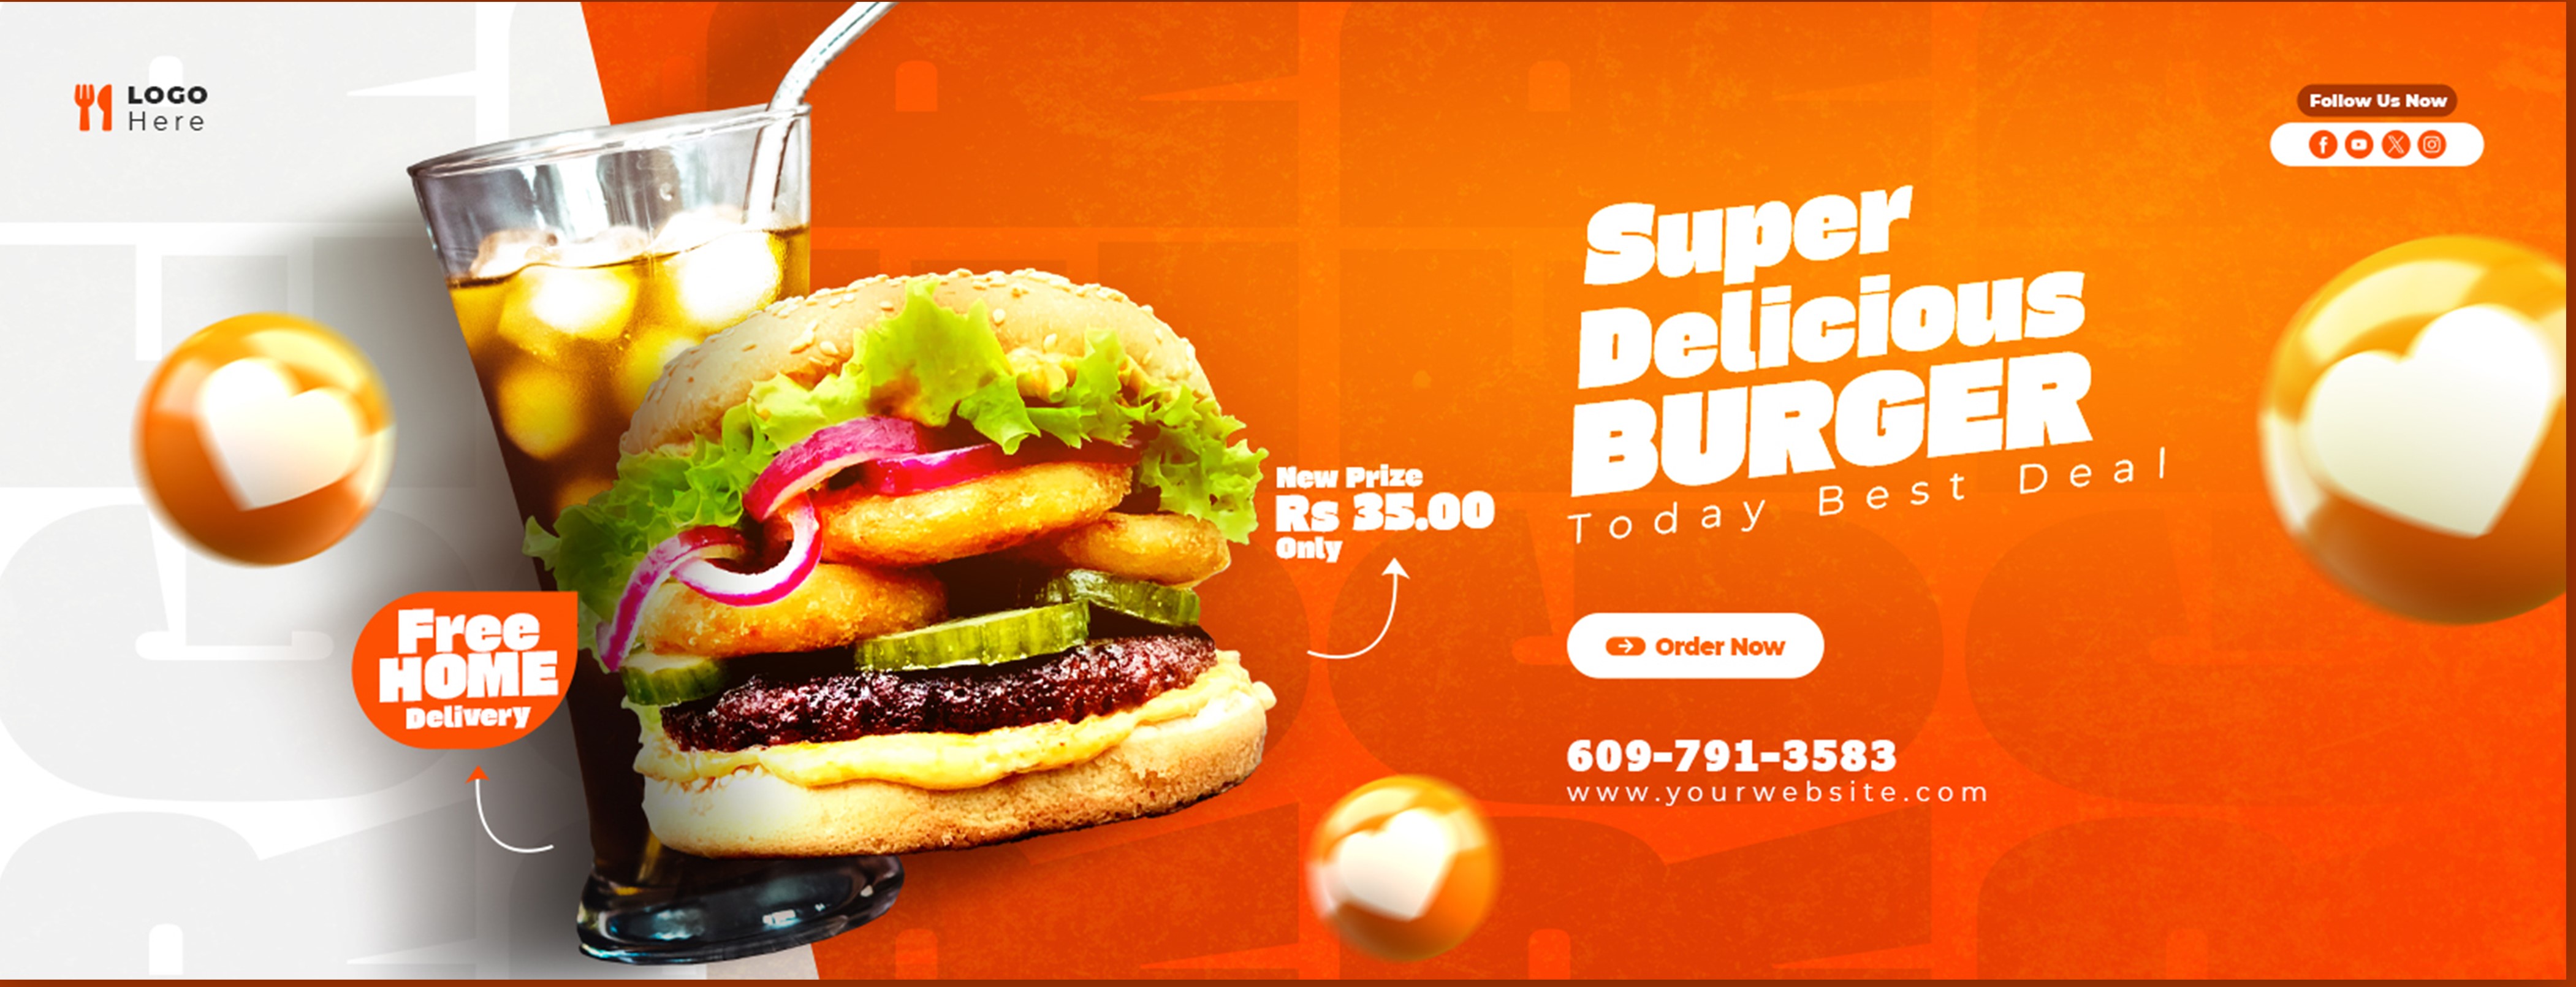 LOGO
Here
Follow Us Now
Super
Delicious
BURGER
Today Best Deal
New Prize
Rs 35.00
Only
Free
HOME
Delivery
Order Now
609-791-3583
www.yourwebsite.com